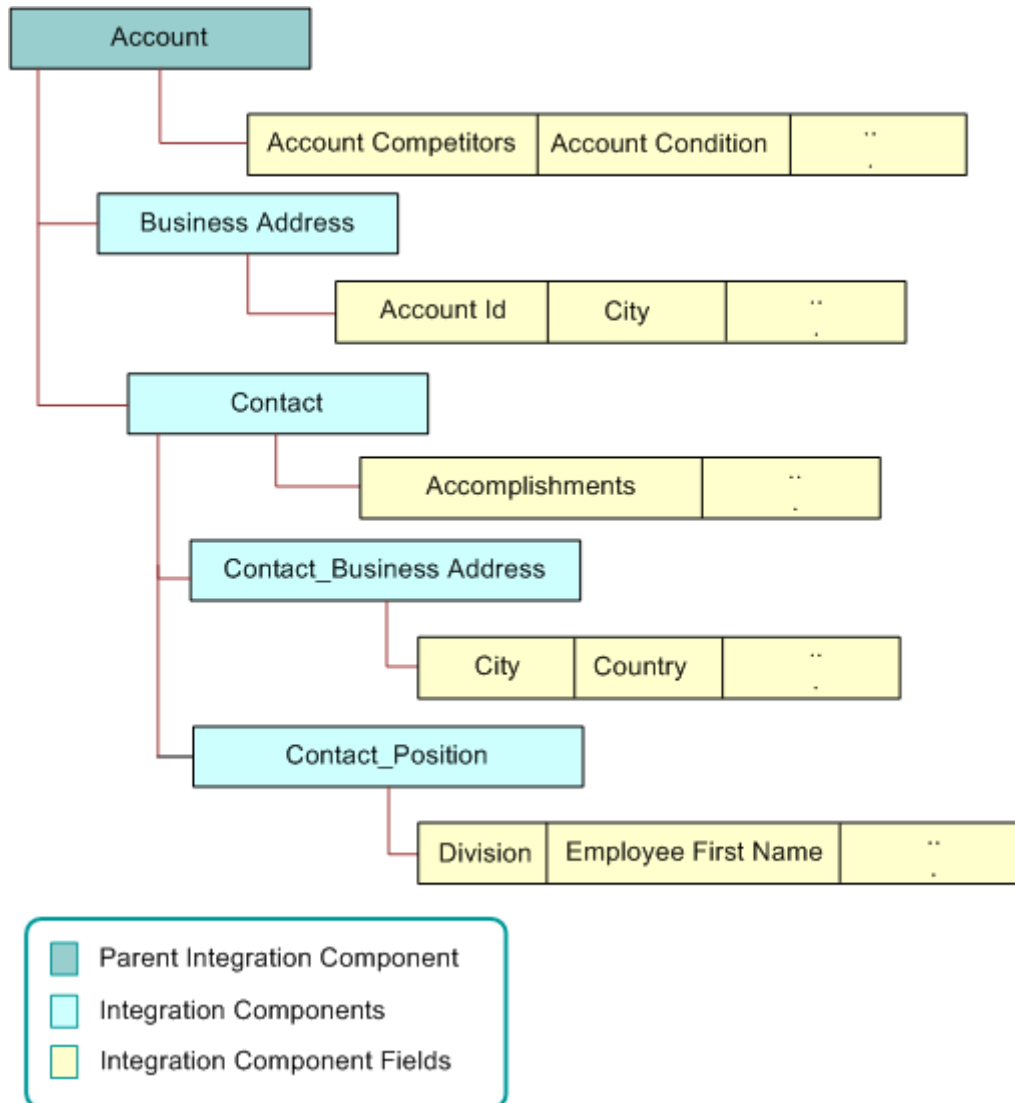 Account
Account Competitors Account Condition ...
Business Address
Account Id City ...
Contact
Accomplishments ...
Contact_Business Address
City Country ...
Contact_Position
Division Employee First Name ...
Parent Integration Component
Integration Components
Integration Component Fields